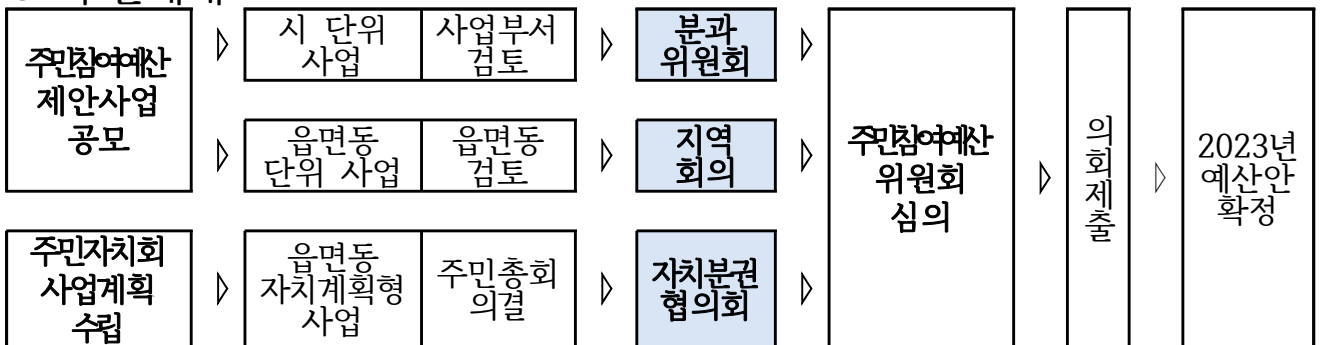 주민참여예산
제안사업
공모
시 단위
사업
사업부서
검토
분과
위원회
읍면동
단위 사업
읍면동
검토
지역
회의
주민자치회
사업계획
수립
읍면동
자치계획형
사업
주민총회
의결
자치분권
협의회
주민참여예산
위원회
심의
의회제출
2023년
예산안
확정